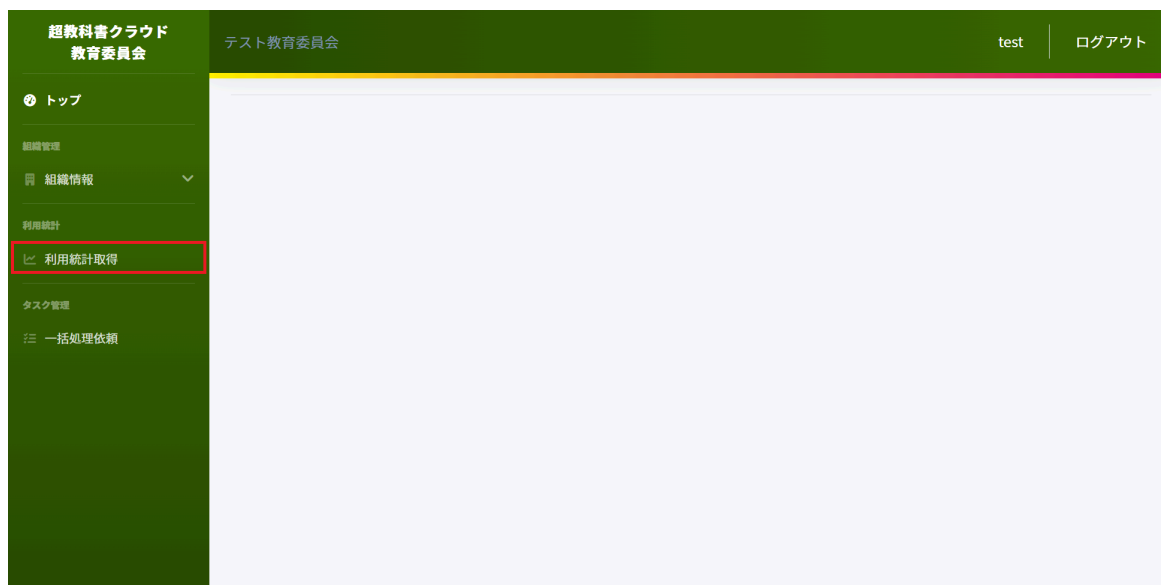 超教科書クラウド
教育委員会
テスト教育委員会
test
ログアウト
トップ
組織管理
組織情報
利用統計
利用統計取得
タスク管理
一括処理依頼